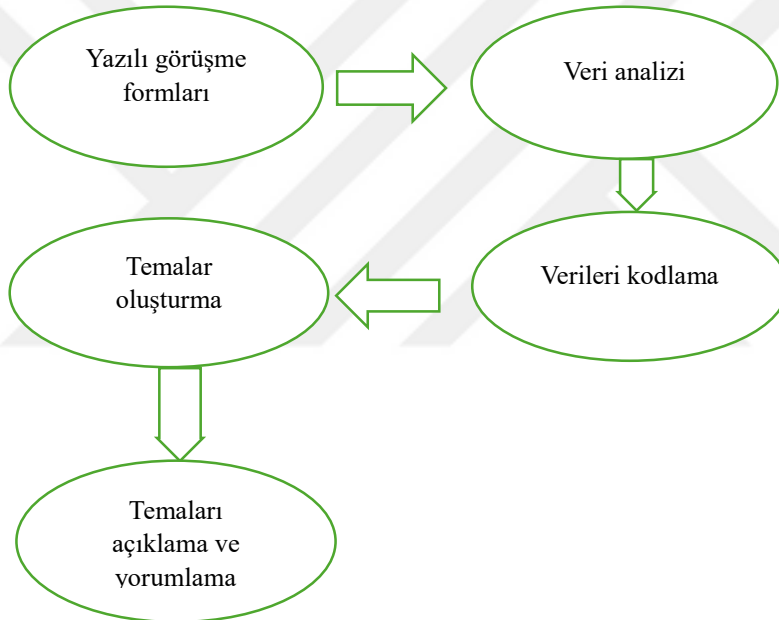 Yazılı görüşme
formları
Veri analizi
Verileri kodlama
Temalar
oluşturma
Temaları
açıklama ve
yorumlama